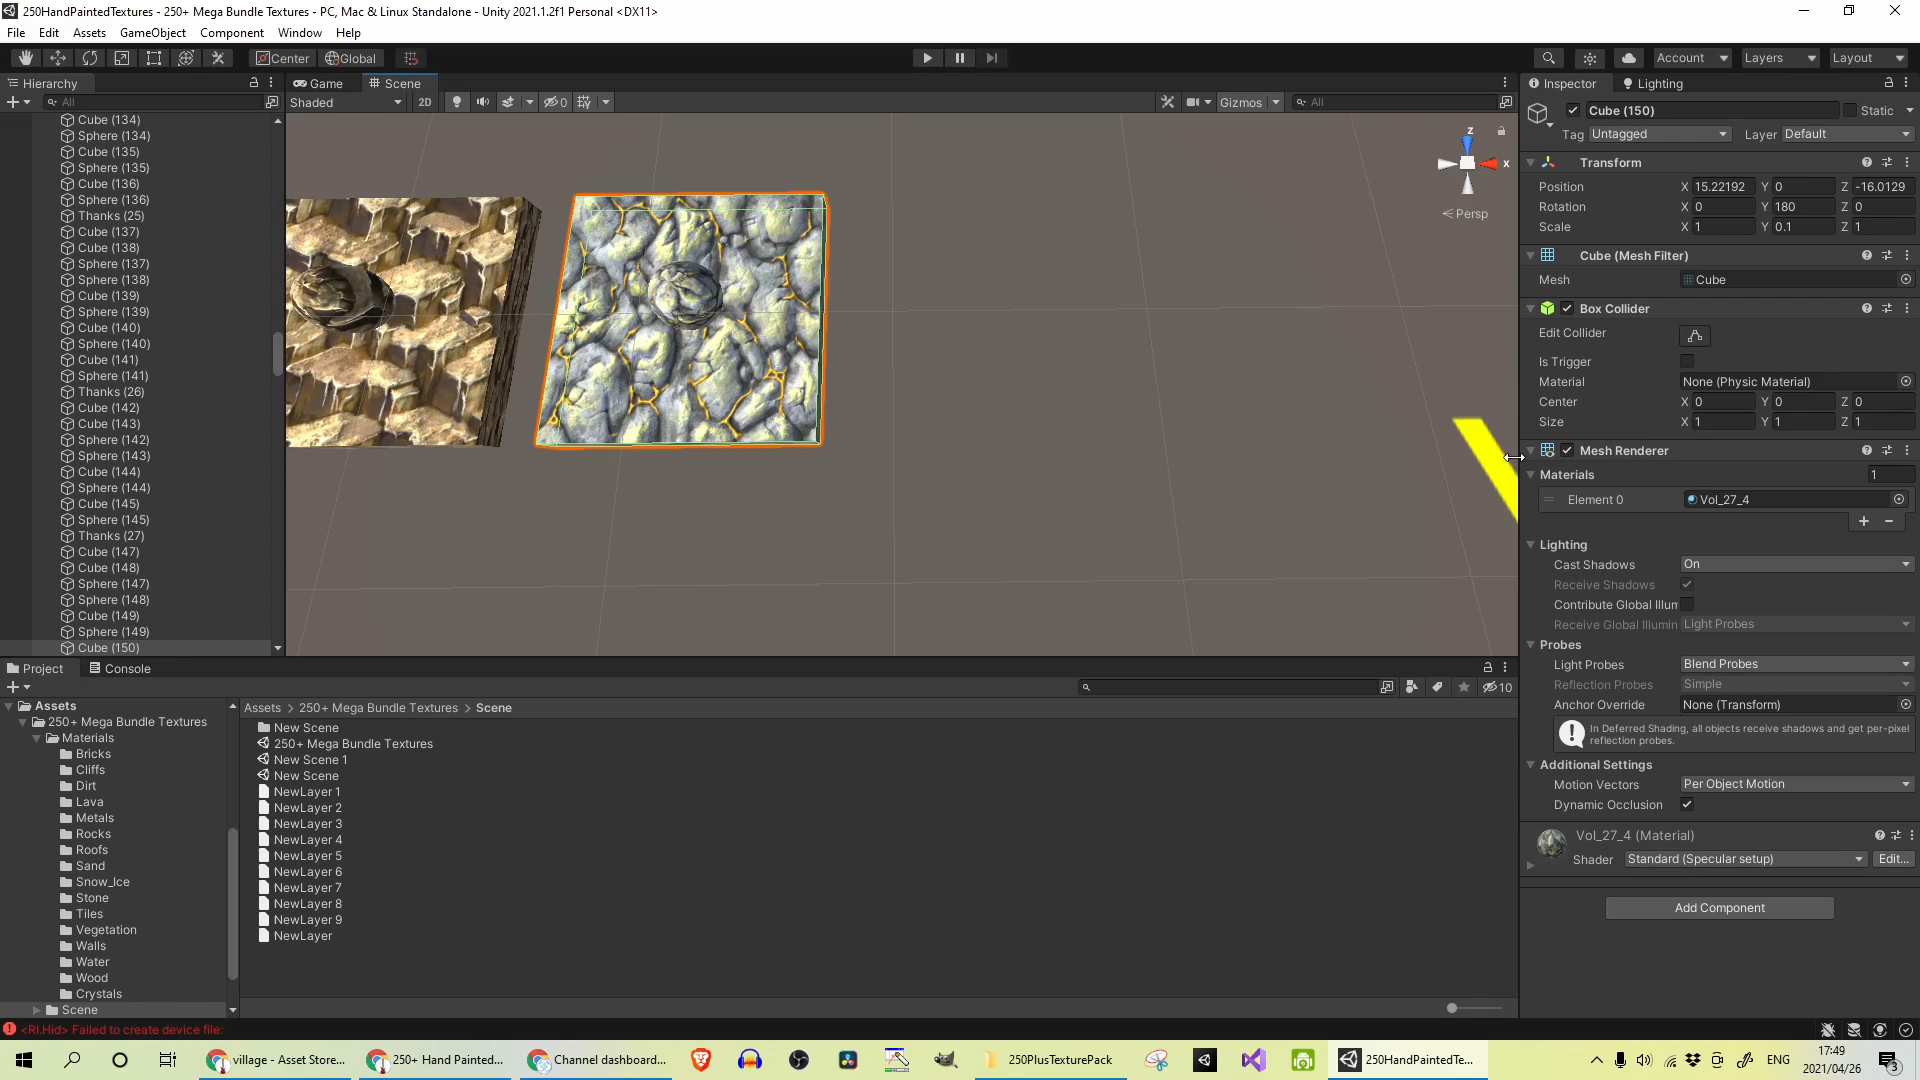 250HandPaintedTextures - 250+ Mega Bundle Textures - PC, Mac & Linux Standalone - Unity 2021.1.2f1 Personal <DX11>
File Edit Assets GameObject Component Window Help
Center Global Account Layers Layout
Hierarchy
All
Cube (134)
Sphere (134)
Cube (135)
Sphere (135)
Cube (136)
Sphere (136)
Thanks (25)
Cube (137)
Cube (138)
Sphere (137)
Sphere (138)
Cube (139)
Sphere (139)
Cube (140)
Sphere (140)
Cube (141)
Sphere (141)
Thanks (26)
Cube (142)
Cube (143)
Sphere (142)
Sphere (143)
Cube (144)
Sphere (144)
Cube (145)
Sphere (145)
Thanks (27)
Cube (147)
Cube (148)
Sphere (147)
Sphere (148)
Cube (149)
Sphere (149)
Cube (150)
Game Scene
Shaded 2D 0 Gizmos All
z
x
Persp
Inspector Lighting
Cube (150) Static
Tag Untagged Layer Default
Transform
Position X 15.22192 Y 0 Z -16.0129
Rotation X 0 Y 180 Z 0
Scale X 1 Y 0.1 Z 1
Cube (Mesh Filter)
Mesh Cube
Box Collider
Edit Collider
Is Trigger
Material None (Physic Material)
Center X 0 Y 0 Z 0
Size X 1 Y 1 Z 1
Mesh Renderer
Materials 1
Element 0 Vol_27_4
Lighting
Cast Shadows On
Receive Shadows
Contribute Global Illum
Receive Global Illumin Light Probes
Probes
Light Probes Blend Probes
Reflection Probes Simple
Anchor Override None (Transform)
In Deferred Shading, all objects receive shadows and get per-pixel
reflection probes.
Additional Settings
Motion Vectors Per Object Motion
Dynamic Occlusion
Vol_27_4 (Material)
Shader Standard (Specular setup) Edit...
Add Component
Project Console
10
Assets
250+ Mega Bundle Textures
Materials
Bricks
Cliffs
Dirt
Lava
Metals
Rocks
Roofs
Sand
Snow_Ice
Stone
Tiles
Vegetation
Walls
Water
Wood
Crystals
Scene
Assets > 250+ Mega Bundle Textures > Scene
New Scene
250+ Mega Bundle Textures
New Scene 1
New Scene
NewLayer 1
NewLayer 2
NewLayer 3
NewLayer 4
NewLayer 5
NewLayer 6
NewLayer 7
NewLayer 8
NewLayer 9
NewLayer
<RI.Hid> Failed to create device file:
village - Asset Store... 250+ Hand Painted... Channel dashboard... 250PlusTexturePack 250HandPaintedTe... ENG
17:49
2021/04/26
3